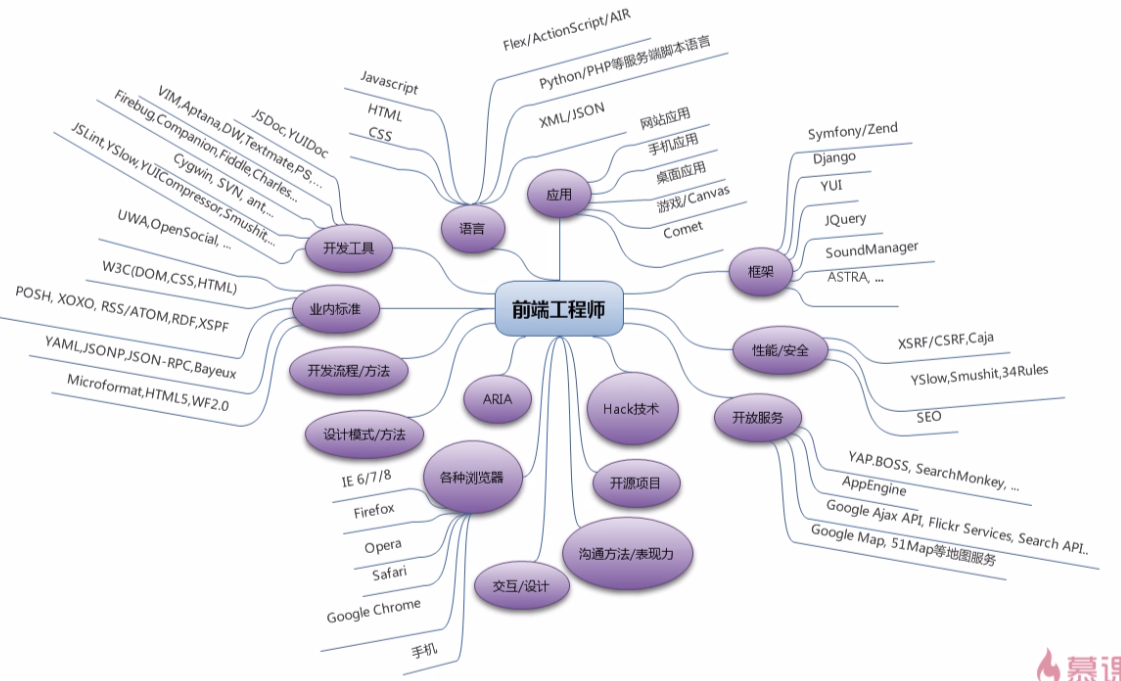 前端工程师
语言
Javascript
HTML
CSS
Flex/ActionScript/AIR
Python/PHP等服务端脚本语言
XML/JSON
应用
网站应用
手机应用
桌面应用
游戏/Canvas
Comet
框架
Symfony/Zend
Django
YUI
JQuery
SoundManager
ASTRA, ...
性能/安全
XSRF/CSRF,Caja
YSlow,Smushit,34Rules
SEO
开放服务
YAP.BOSS, SearchMonkey, ...
AppEngine
Google Ajax API, Flickr Services, Search API..
Google Map, 51Map等地图服务
Hack技术
开源项目
沟通方法/表现力
交互/设计
ARIA
各种浏览器
IE 6/7/8
Firefox
Opera
Safari
Google Chrome
手机
设计模式/方法
开发流程/方法
业内标准
UWA,OpenSocial, ...
W3C(DOM,CSS,HTML)
POSH, XOXO, RSS/ATOM,RDF,XSPF
YAML,JSONP,JSON-RPC,Bayeux
Microformat,HTML5,WF2.0
开发工具
JSDoc,YUIDoc
VIM,Aptana,DW,Textmate,PS,...
Firebug,Companion,Fiddle,Charles...
Cygwin, SVN, ant,...
JSLint,YSlow,YUICompressor,Smushit,...
慕课